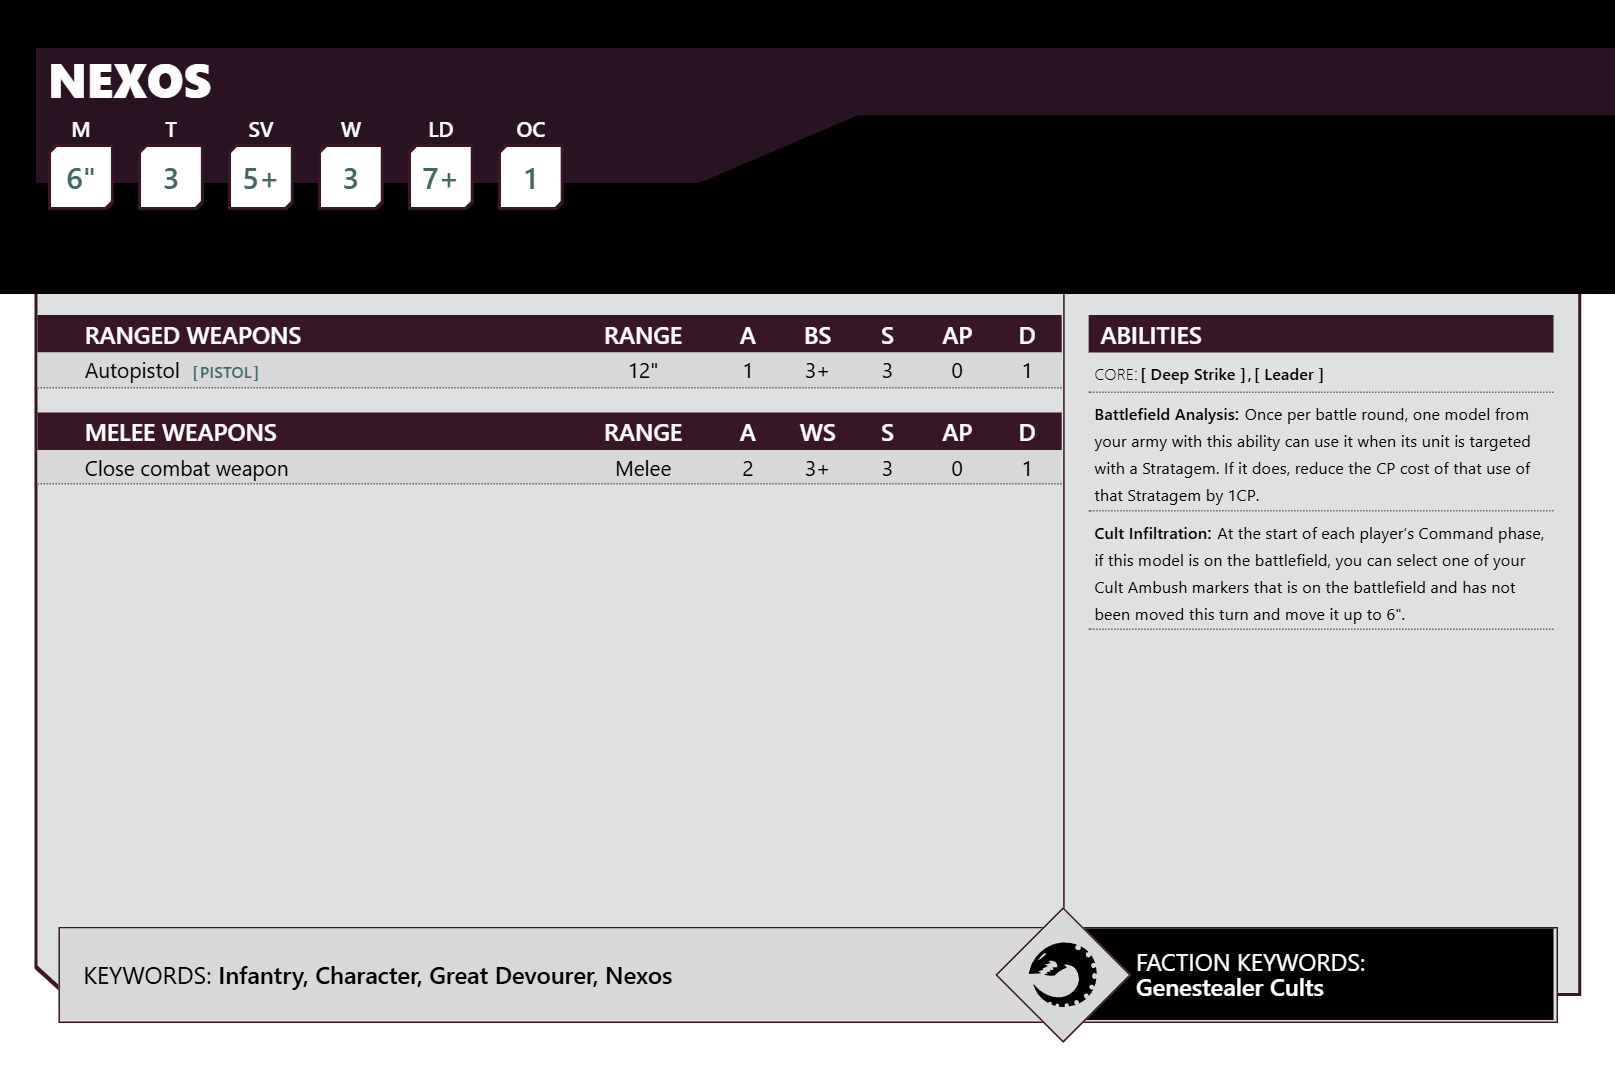 NEXOS
M T SV W LD OC
6" 3 5+ 3 7+ 1
RANGED WEAPONS RANGE A BS S AP D
Autopistol [PISTOL] 12" 1 3+ 3 0 1
MELEE WEAPONS RANGE A WS S AP D
Close combat weapon Melee 2 3+ 3 0 1
ABILITIES
CORE: [ Deep Strike ] , [ Leader ]
Battlefield Analysis: Once per battle round, one model from
your army with this ability can use it when its unit is targeted
with a Stratagem. If it does, reduce the CP cost of that use of
that Stratagem by 1CP.
Cult Infiltration: At the start of each player's Command phase,
if this model is on the battlefield, you can select one of your
Cult Ambush markers that is on the battlefield and has not
been moved this turn and move it up to 6".
KEYWORDS: Infantry, Character, Great Devourer, Nexos
FACTION KEYWORDS:
Genestealer Cults